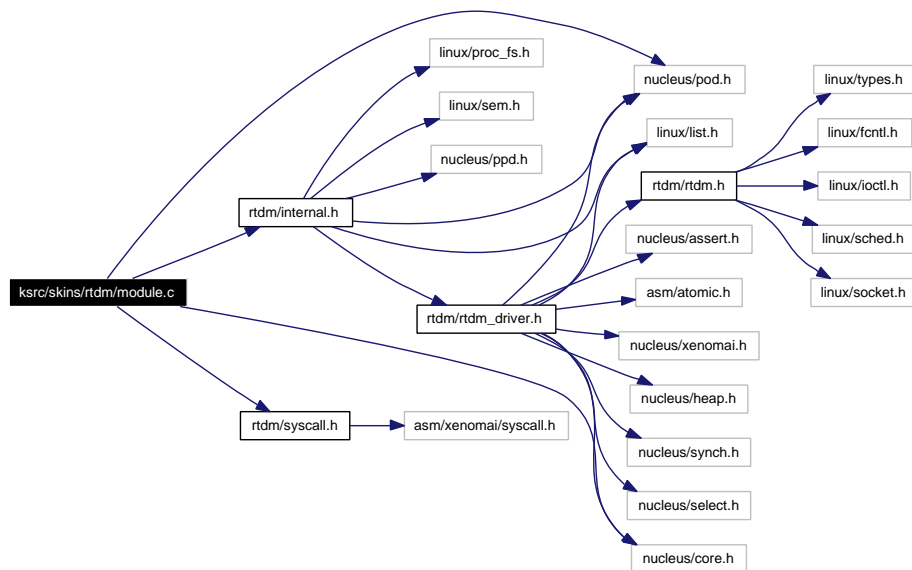 linux/proc_fs.h
nucleus/pod.h
linux/types.h
linux/sem.h
linux/list.h
linux/fcntl.h
nucleus/ppd.h
rtdm/rtdm.h
linux/ioctl.h
rtdm/internal.h
nucleus/assert.h
linux/sched.h
ksrc/skins/rtdm/module.c
asm/atomic.h
linux/socket.h
rtdm/rtdm_driver.h
nucleus/xenomai.h
nucleus/heap.h
rtdm/syscall.h
asm/xenomai/syscall.h
nucleus/synch.h
nucleus/select.h
nucleus/core.h